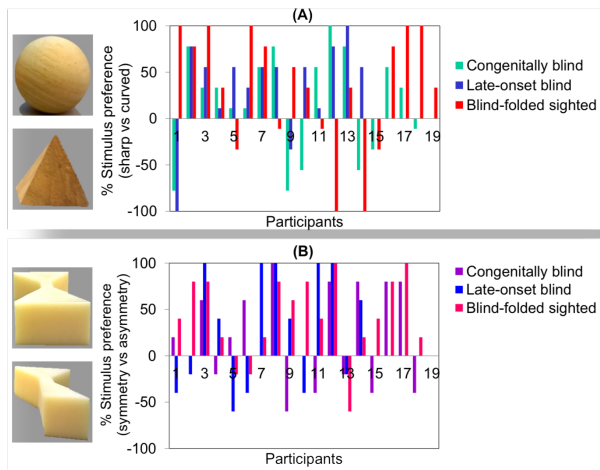 (A)
% Stimulus preference
(sharp vs curved)
100
50
0
-50
-100
1 3 5 7 9 11 13 15 17 19
Participants
Congenitally blind
Late-onset blind
Blind-folded sighted
(B)
% Stimulus preference
(symmetry vs asymmetry)
100
50
0
-50
-100
1 3 5 7 9 11 13 15 17 19
Participants
Congenitally blind
Late-onset blind
Blind-folded sighted